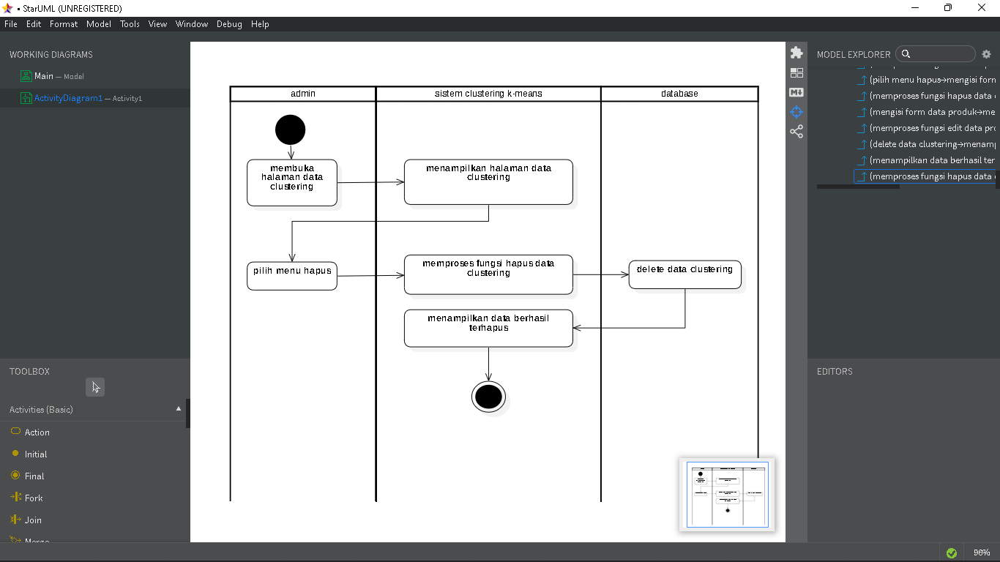 • StarUML (UNREGISTERED)
File Edit Format Model Tools View Window Debug Help
WORKING DIAGRAMS
Main — Model
ActivityDiagram1 — Activity1
TOOLBOX
Activities (Basic)
Action
Initial
Final
Fork
Join
Merge
admin
sistem clustering k-means
database
membuka
halaman data
clustering
menampilkan halaman data
clustering
pilih menu hapus
memproses fungsi hapus data
clustering
delete data clustering
menampilkan data berhasil
terhapus
MODEL EXPLORER
(pilih menu hapus→mengisi form
(memproses fungsi hapus data
(mengisi form data produk→me
(memproses fungsi edit data pro
(delete data clustering→menamp
(menampilkan data berhasil ter
(memproses fungsi hapus data
EDITORS
96%